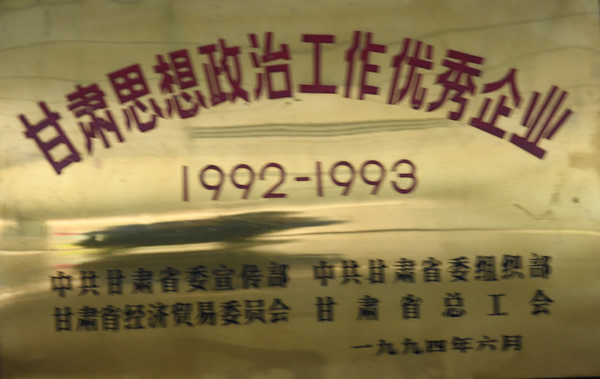 甘肃思想政治工作优秀企业
1992-1993
中共甘肃省委宣传部 中共甘肃省委组织部
甘肃省经济贸易委员会 甘肃省总工会
一九九四年六月